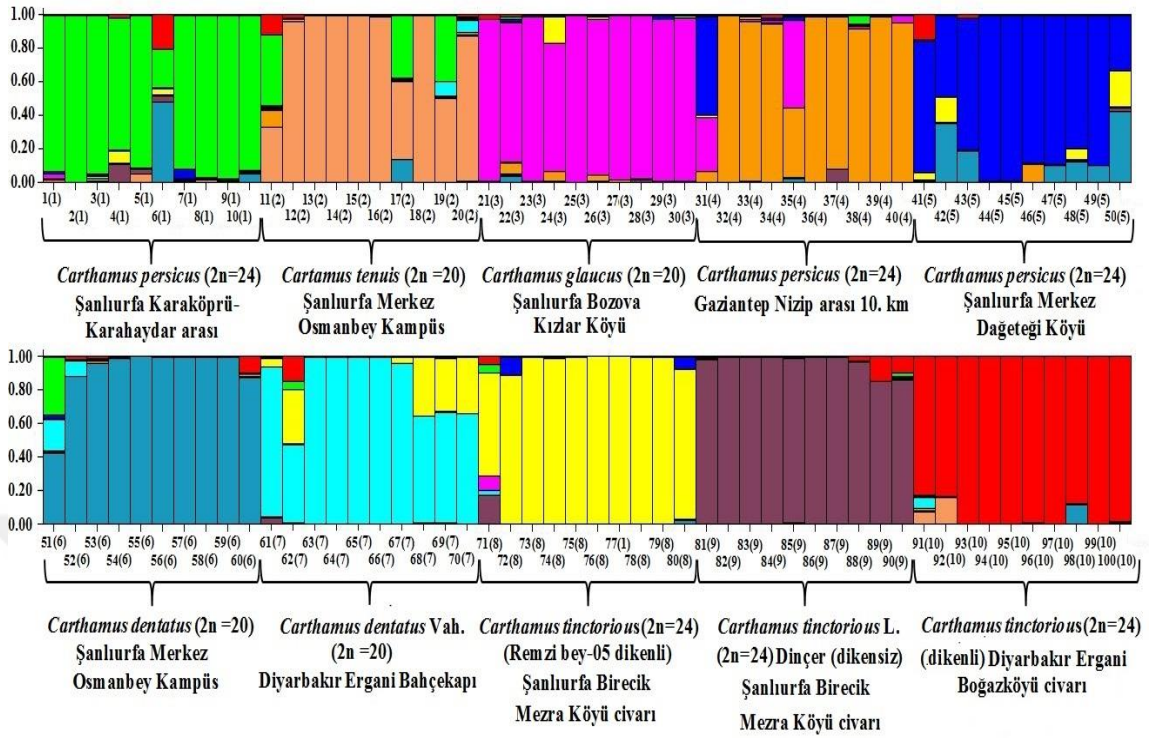 1.00
0.80
0.60
0.40
0.20
0.00
1(1) 3(1) 5(1) 7(1) 9(1) 11(2) 13(2) 15(2) 17(2) 19(2) 21(3) 23(3) 25(3) 27(3) 29(3) 31(4) 33(4) 35(4) 37(4) 39(4) 41(5) 43(5) 45(5) 47(5) 49(5)
2(1) 4(1) 6(1) 8(1) 10(1) 12(2) 14(2) 16(2) 18(2) 20(2) 22(3) 24(3) 26(3) 28(3) 30(3) 32(4) 34(4) 36(4) 38(4) 40(4) 42(5) 44(5) 46(5) 48(5) 50(5)
Carthamus persicus (2n=24)
Şanlıurfa Karaköprü-
Karahaydar arası
Cartamus tenuis (2n =20)
Şanlıurfa Merkez
Osmanbey Kampüs
Carthamus glaucus (2n=20)
Şanlıurfa Bozova
Kızlar Köyü
Carthamus persicus (2n=24)
Gaziantep Nizip arası 10. km
Carthamus persicus (2n=24)
Şanlıurfa Merkez
Dağeteği Köyü
1.00
0.80
0.60
0.40
0.20
0.00
51(6) 53(6) 55(6) 57(6) 59(6) 61(7) 63(7) 65(7) 67(7) 69(7) 71(8) 73(8) 75(8) 77(1) 79(8) 81(9) 83(9) 85(9) 87(9) 89(9) 91(10) 93(10) 95(10) 97(10) 99(10)
52(6) 54(6) 56(6) 58(6) 60(6) 62(7) 64(7) 66(7) 68(7) 70(7) 72(8) 74(8) 76(8) 78(8) 80(8) 82(9) 84(9) 86(9) 88(9) 90(9) 92(10) 94(10) 96(10) 98(10) 100(10)
Carthamus dentatus (2n =20)
Şanlıurfa Merkez
Osmanbey Kampüs
Carthamus dentatus Vah.
(2n =20)
Diyarbakır Ergani Bahçekapı
Carthamus tinctorious(2n=24)
(Remzi bey-05 dikenli)
Şanlıurfa Birecik
Mezra Köyü civarı
Carthamus tinctorious L.
(2n=24) Dinçer (dikensiz)
Şanlıurfa Birecik
Mezra Köyü civarı
Carthamus tinctorious(2n=24)
(dikenli) Diyarbakır Ergani
Boğazköyü civarı